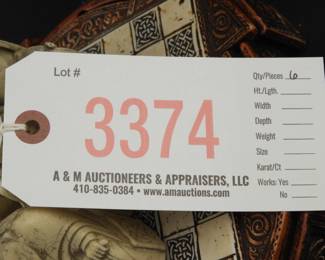 Lot #
3374
A & M AUCTIONEERS & APPRAISERS, LLC
410-835-0384 • www.amauctions.com
Qty/Pieces 6
Ht./Lgth.
Width
Depth
Weight
Size
Karat/Ct
Works: Yes
No